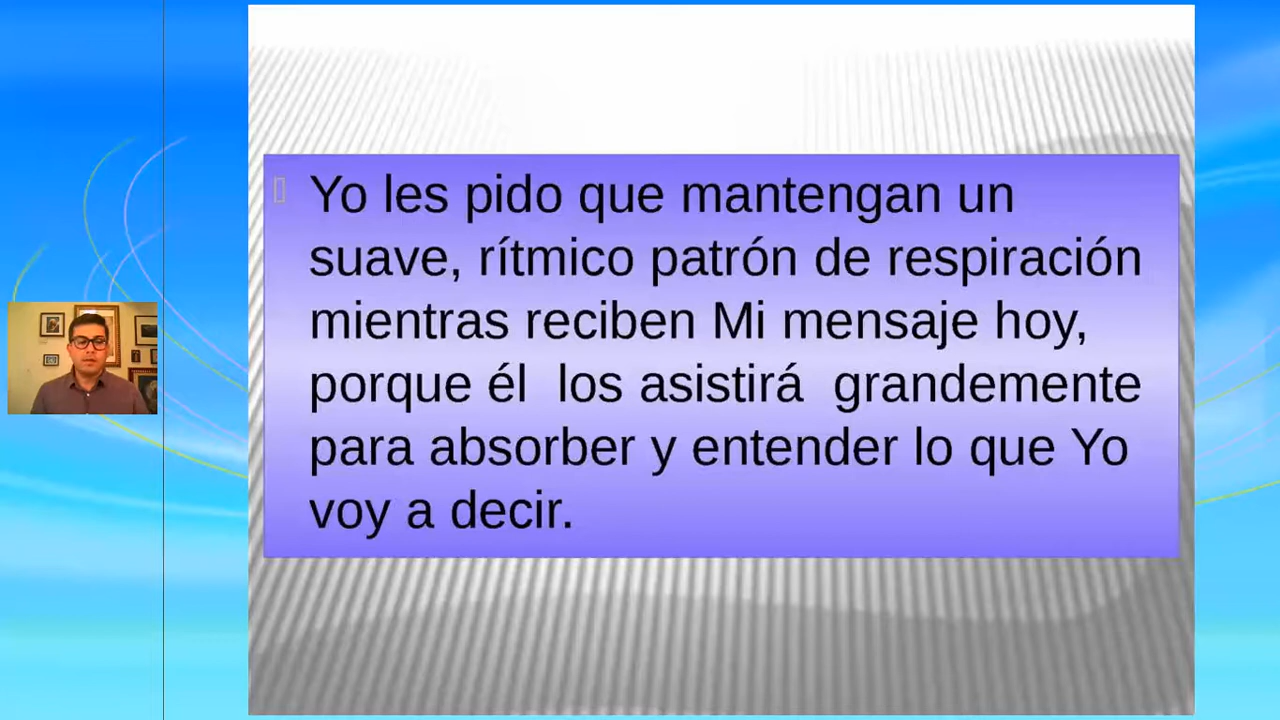 Yo les pido que mantengan un
suave, rítmico patrón de respiración
mientras reciben Mi mensaje hoy,
porque él  los asistirá  grandemente
para absorber y entender lo que Yo
voy a decir.